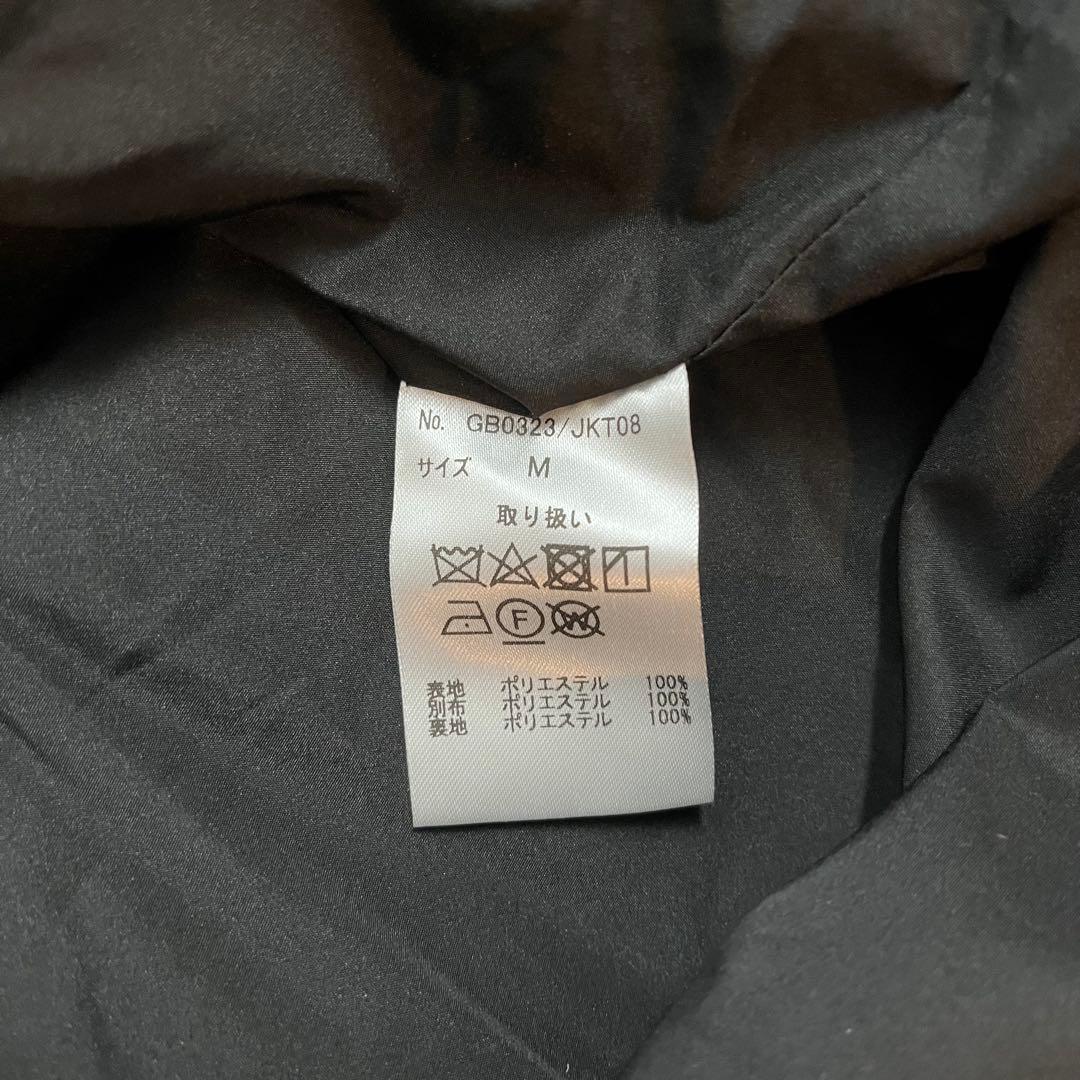 No. GB0323/JKT08
サイズ M
取り扱い
F W
表地 ポリエステル 100%
別布 ポリエステル 100%
裏地 ポリエステル 100%